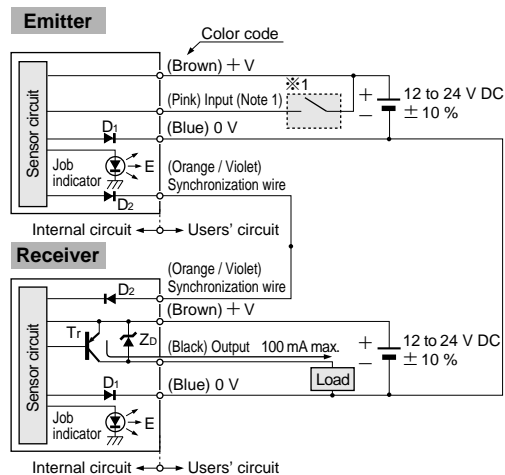 Emitter
Color code
(Brown) +V
(Pink) Input (Note 1)
※1
+
−
12 to 24 V DC
± 10 %
(Blue) 0 V
Sensor circuit
D1
Job
indicator
E
(Orange / Violet)
Synchronization wire
D2
Internal circuit
Users' circuit
Receiver
(Orange / Violet)
Synchronization wire
D2
(Brown) +V
Sensor circuit
Tr
ZD
(Black) Output 100 mA max.
+
−
12 to 24 V DC
± 10 %
Load
D1
(Blue) 0 V
Job
indicator
E
Internal circuit
Users' circuit